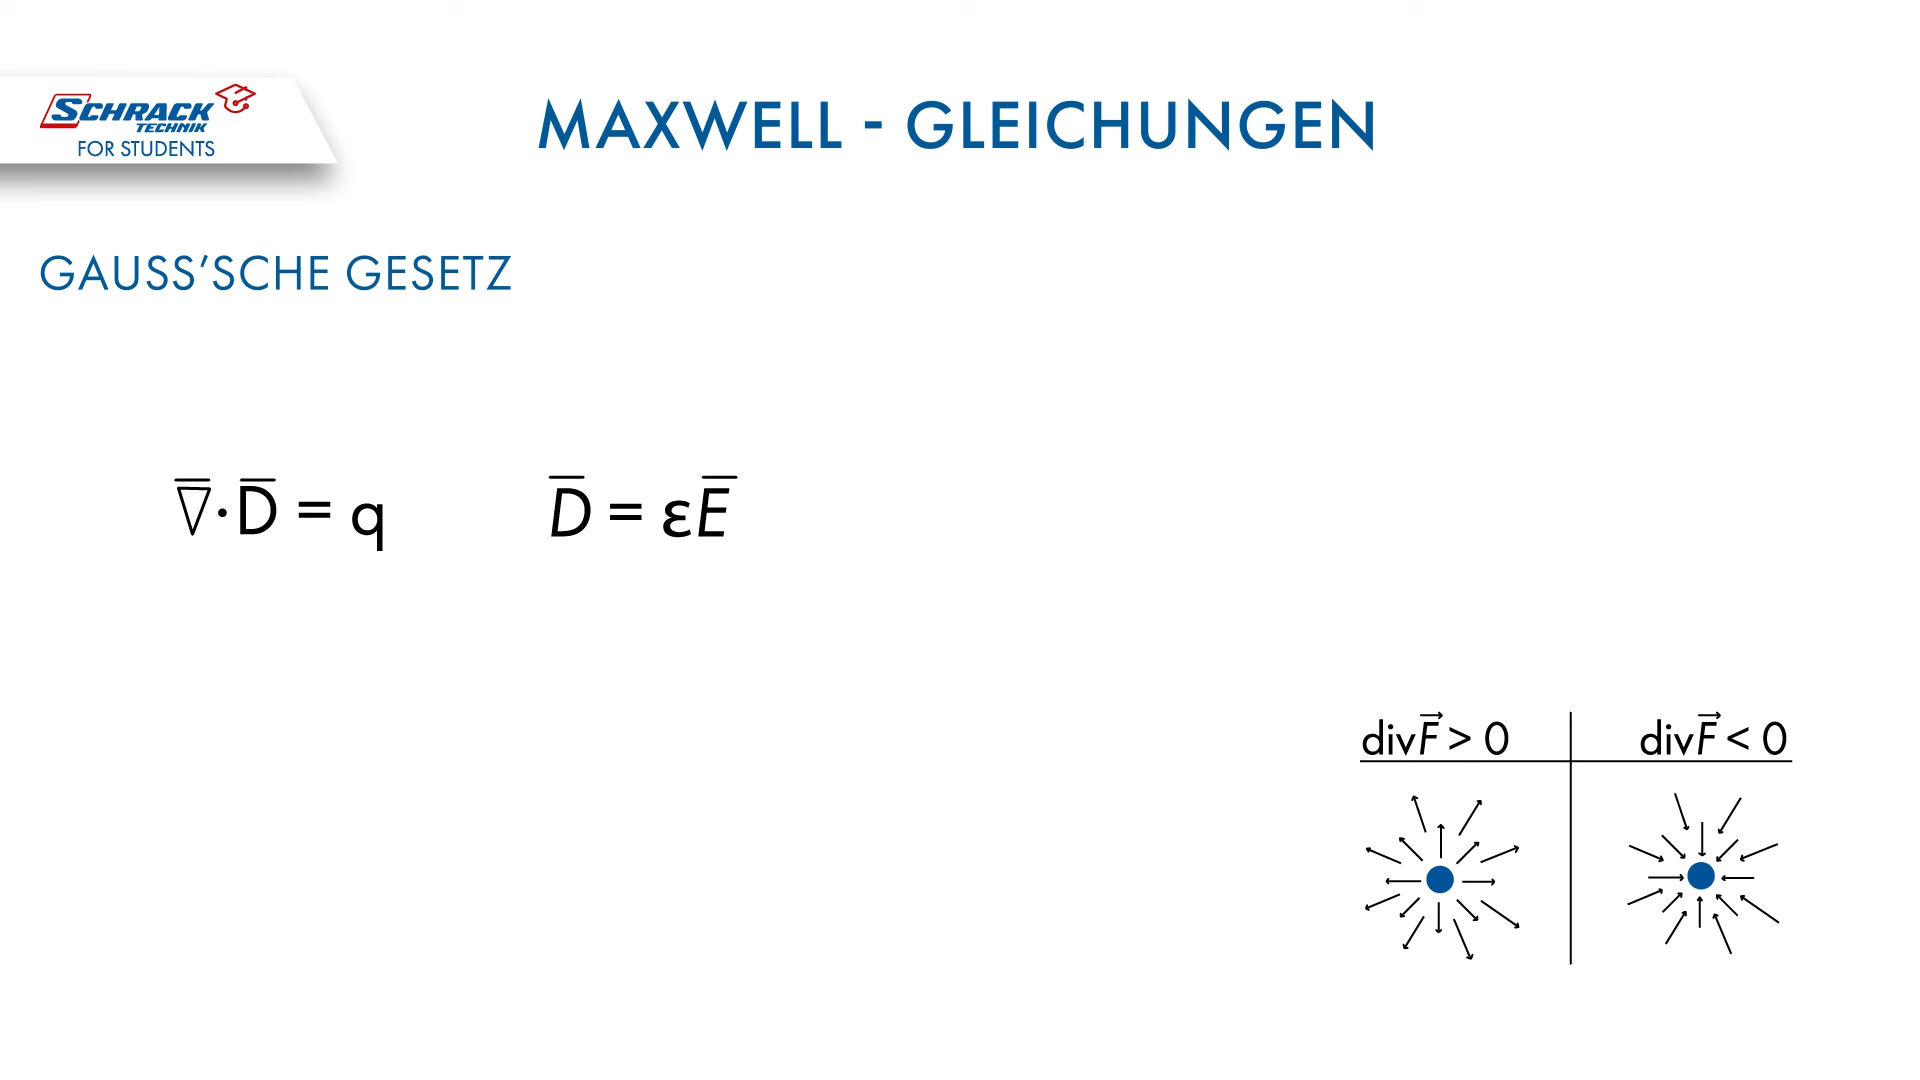 SCHRACK
TECHNIK
FOR STUDENTS
MAXWELL - GLEICHUNGEN
GAUSS’SCHE GESETZ
∇̅·D̅ = q
D̅ = εE̅
divF⃗ > 0
divF⃗ < 0